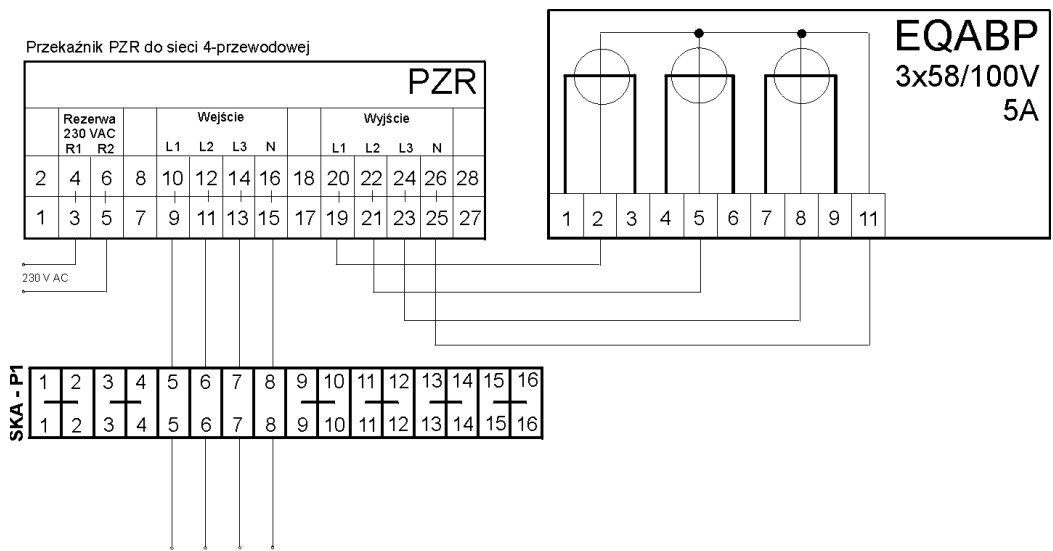 Przekaźnik PZR do sieci 4-przewodowej
PZR
Rezerwa
230 VAC
R1 R2
Wejście
L1 L2 L3 N
Wyjście
L1 L2 L3 N
2 4 6 8 10 12 14 16 18 20 22 24 26 28
1 3 5 7 9 11 13 15 17 19 21 23 25 27
230 V AC
EQABP
3x58/100V
5A
1 2 3 4 5 6 7 8 9 11
SKA - P1
1 2 3 4 5 6 7 8 9 10 11 12 13 14 15 16
1 2 3 4 5 6 7 8 9 10 11 12 13 14 15 16